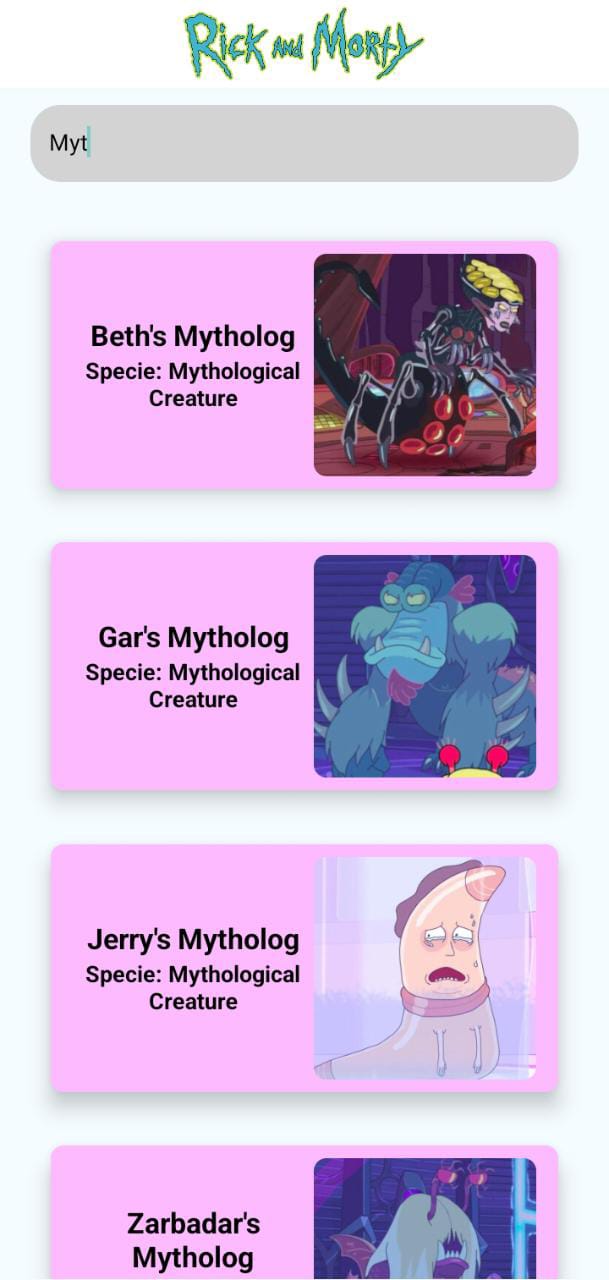 Rick and Morty
Myt
Beth's Mytholog
Specie: Mythological
Creature
Gar's Mytholog
Specie: Mythological
Creature
Jerry's Mytholog
Specie: Mythological
Creature
Zarbadar's
Mytholog